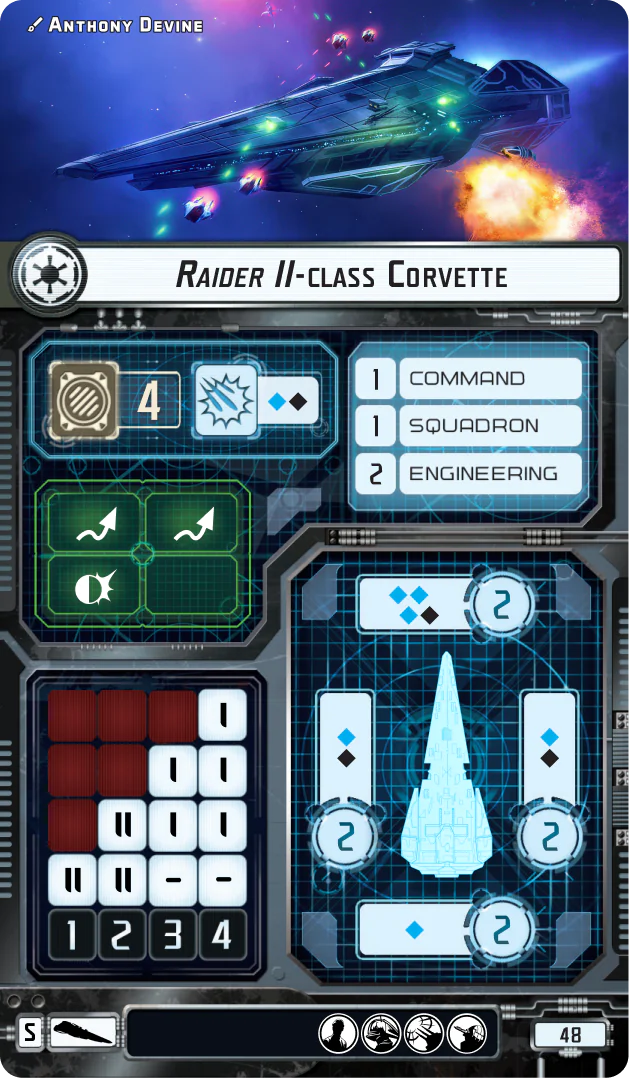 Anthony Devine
Raider II-class Corvette
4
1 COMMAND
1 SQUADRON
2 ENGINEERING
2
2
2
2
I
I I
II I I
II II - -
1 2 3 4
S
48